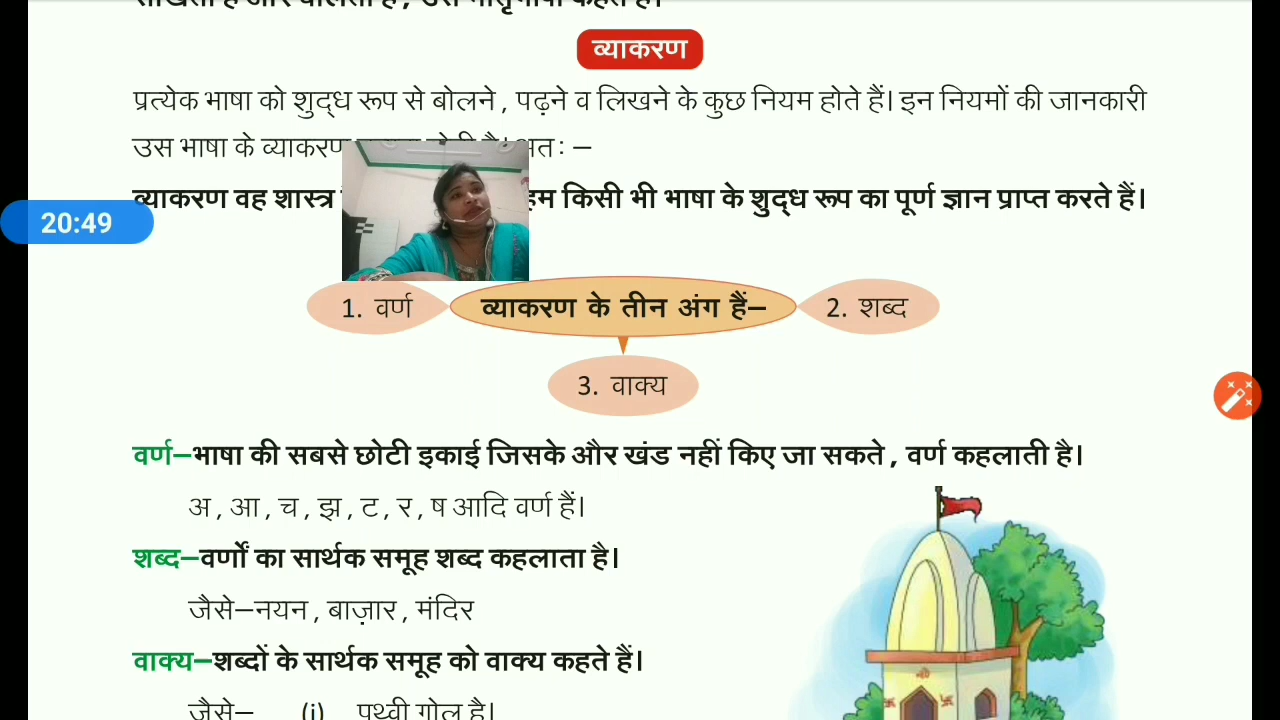 व्याकरण
प्रत्येक भाषा को शुद्ध रूप से बोलने , पढ़ने व लिखने के कुछ नियम होते हैं। इन नियमों की जानकारी
उस भाषा के व्याकरण अतः –
व्याकरण वह शास्त्र हम किसी भी भाषा के शुद्ध रूप का पूर्ण ज्ञान प्राप्त करते हैं।
20:49
1. वर्ण व्याकरण के तीन अंग हैं– 2. शब्द
3. वाक्य
वर्ण–भाषा की सबसे छोटी इकाई जिसके और खंड नहीं किए जा सकते , वर्ण कहलाती है।
अ , आ , च , झ , ट , र , ष आदि वर्ण हैं।
शब्द–वर्णों का सार्थक समूह शब्द कहलाता है।
जैसे–नयन , बाज़ार , मंदिर
वाक्य–शब्दों के सार्थक समूह को वाक्य कहते हैं।
जैसे– (i) पृथ्वी गोल है।